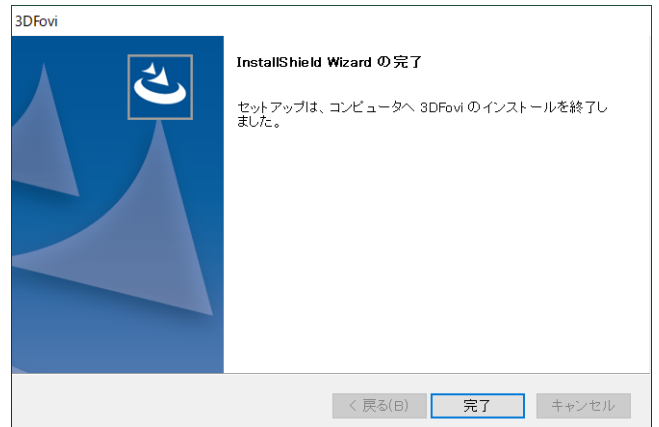 3DFovi
InstallShield Wizard の完了
セットアップは、コンピュータへ 3DFovi のインストールを終了し
ました。
< 戻る(B)
完了
キャンセル